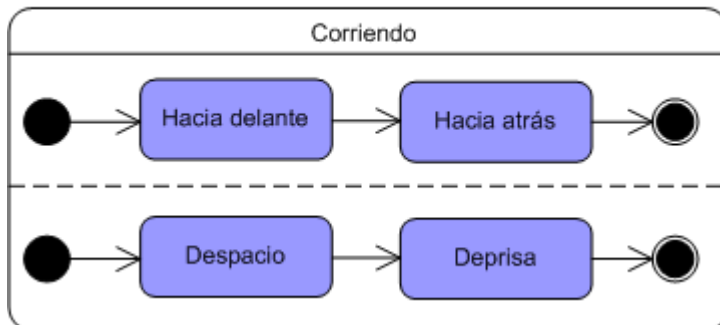 Corriendo
Hacia delante
Hacia atrás
Despacio
Deprisa